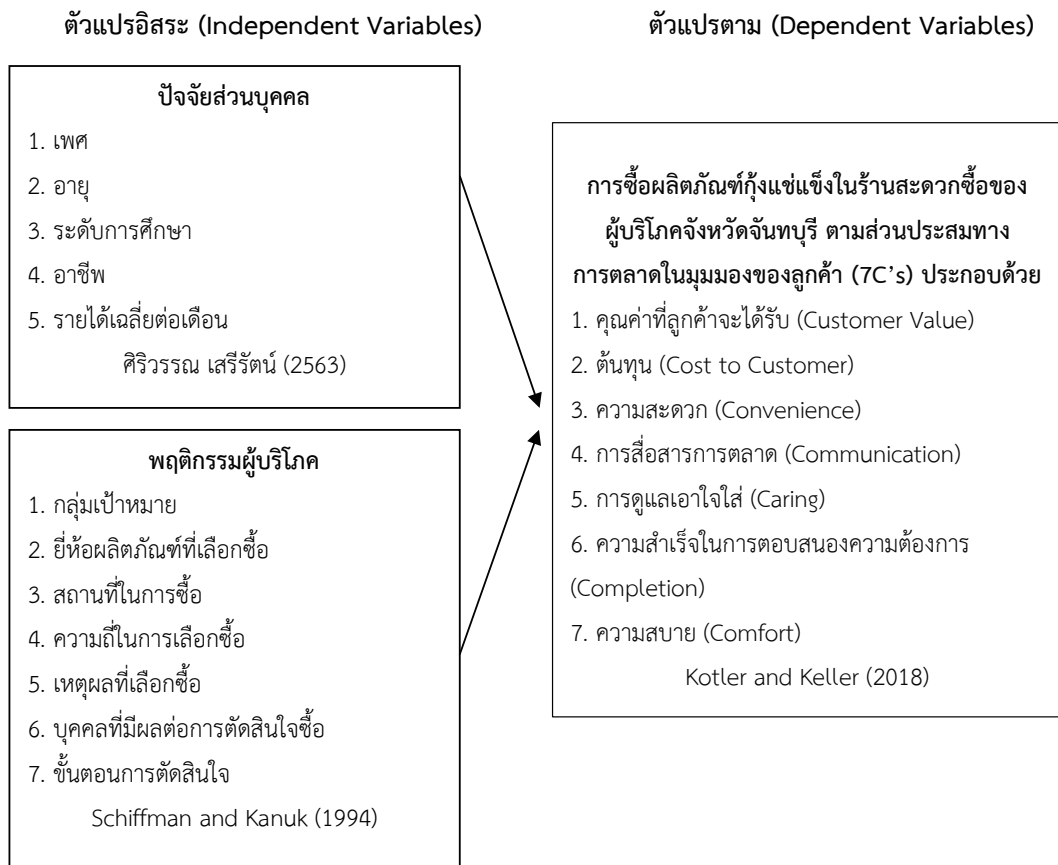 ตัวแปรอิสระ (Independent Variables)
ปัจจัยส่วนบุคคล
1. เพศ
2. อายุ
3. ระดับการศึกษา
4. อาชีพ
5. รายได้เฉลี่ยต่อเดือน
ศิริวรรณ เสรีรัตน์ (2563)
พฤติกรรมผู้บริโภค
1. กลุ่มเป้าหมาย
2. ยี่ห้อผลิตภัณฑ์ที่เลือกซื้อ
3. สถานที่ในการซื้อ
4. ความถี่ในการเลือกซื้อ
5. เหตุผลที่เลือกซื้อ
6. บุคคลที่มีผลต่อการตัดสินใจซื้อ
7. ขั้นตอนการตัดสินใจ
Schiffman and Kanuk (1994)
ตัวแปรตาม (Dependent Variables)
การซื้อผลิตภัณฑ์กุ้งแช่แข็งในร้านสะดวกซื้อของ
ผู้บริโภคจังหวัดจันทบุรี ตามส่วนประสมทาง
การตลาดในมุมมองของลูกค้า (7C's) ประกอบด้วย
1. คุณค่าที่ลูกค้าจะได้รับ (Customer Value)
2. ต้นทุน (Cost to Customer)
3. ความสะดวก (Convenience)
4. การสื่อสารการตลาด (Communication)
5. การดูแลเอาใจใส่ (Caring)
6. ความสำเร็จในการตอบสนองความต้องการ
(Completion)
7. ความสบาย (Comfort)
Kotler and Keller (2018)